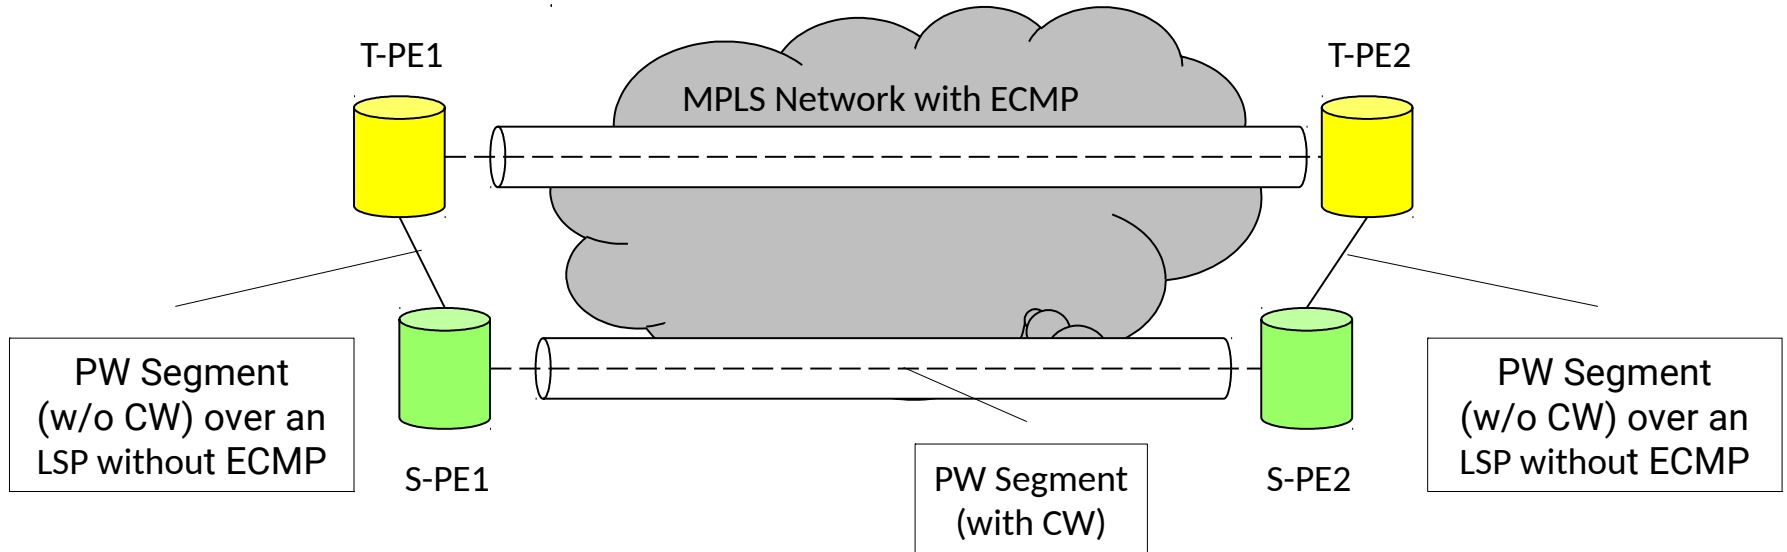 T-PE1
T-PE2
MPLS Network with ECMP
PW Segment
(w/o CW) over an
LSP without ECMP
S-PE1
PW Segment
(with CW)
S-PE2
PW Segment
(w/o CW) over an
LSP without ECMP